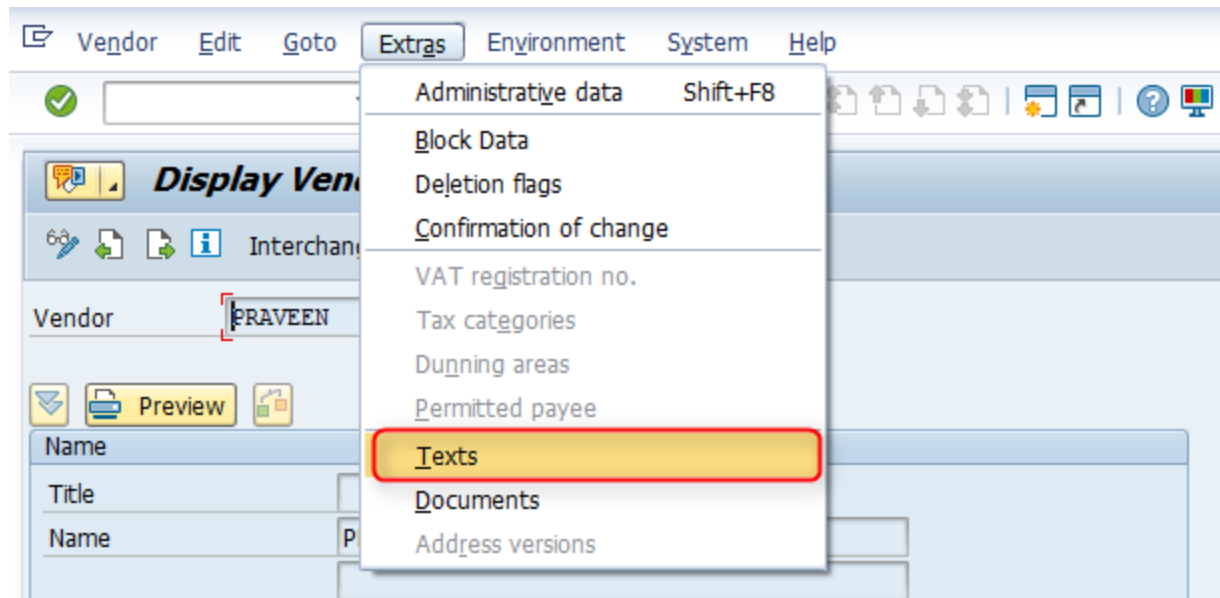 Vendor Edit Goto Extras Environment System Help
Administrative data Shift+F8
Block Data
Display
Deletion flags
Confirmation of change
VAT registration no.
Vendor PRAVEEN
Tax categories
Dunning areas
Preview
Permitted payee
Name
Texts
Title
Documents
Name
Address versions